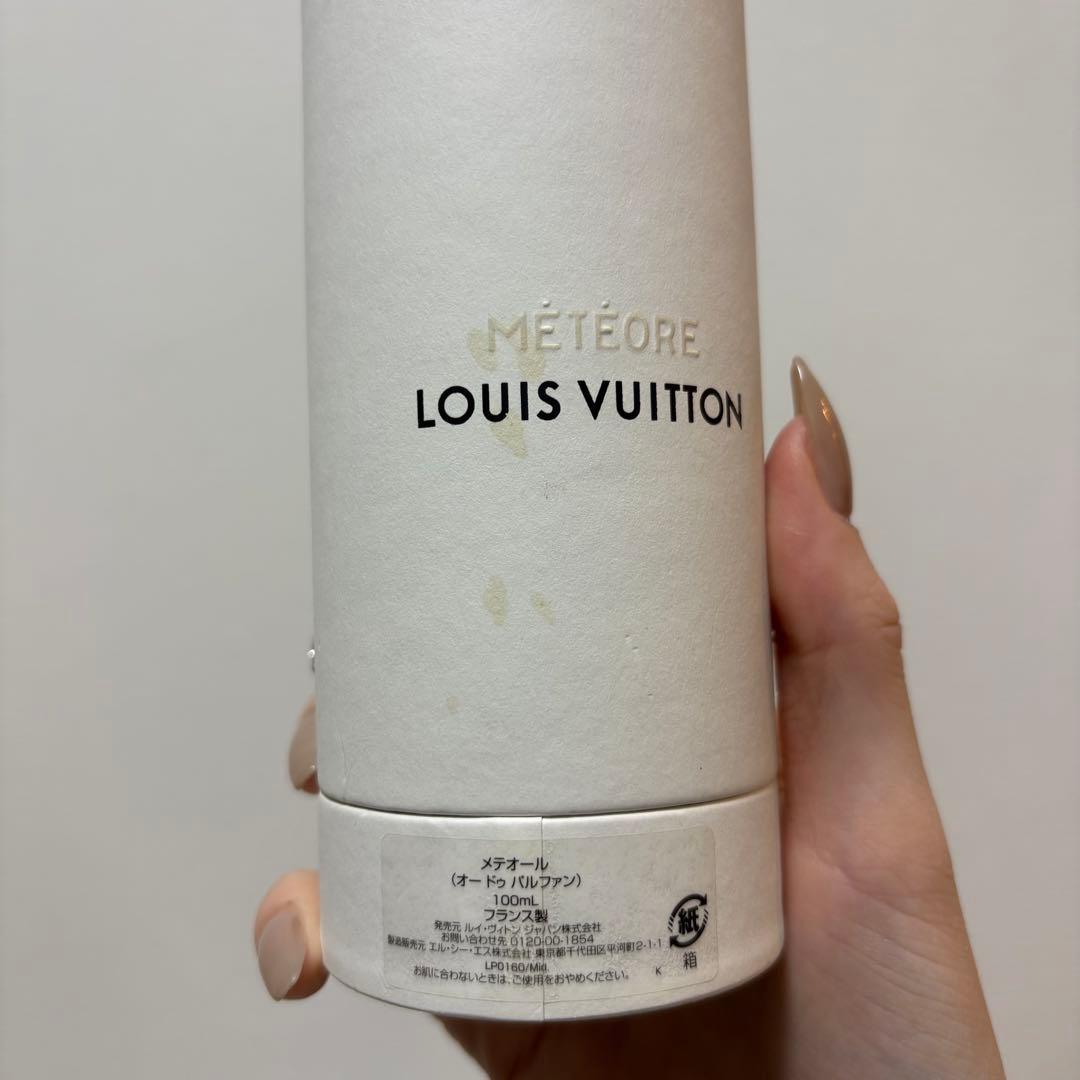 MÉTÉORE
LOUIS VUITTON
メテオール
(オー ドゥ パルファン)
100mL
フランス製
発売元 ルイ・ヴィトン ジャパン株式会社
お問い合わせ先 0120-00-1854
製造販売元 エル・シー・エス株式会社 東京都千代田区平河町2-1-1
LP0160/Mid.
お肌に合わないときは、ご使用をおやめください。
K
紙
箱